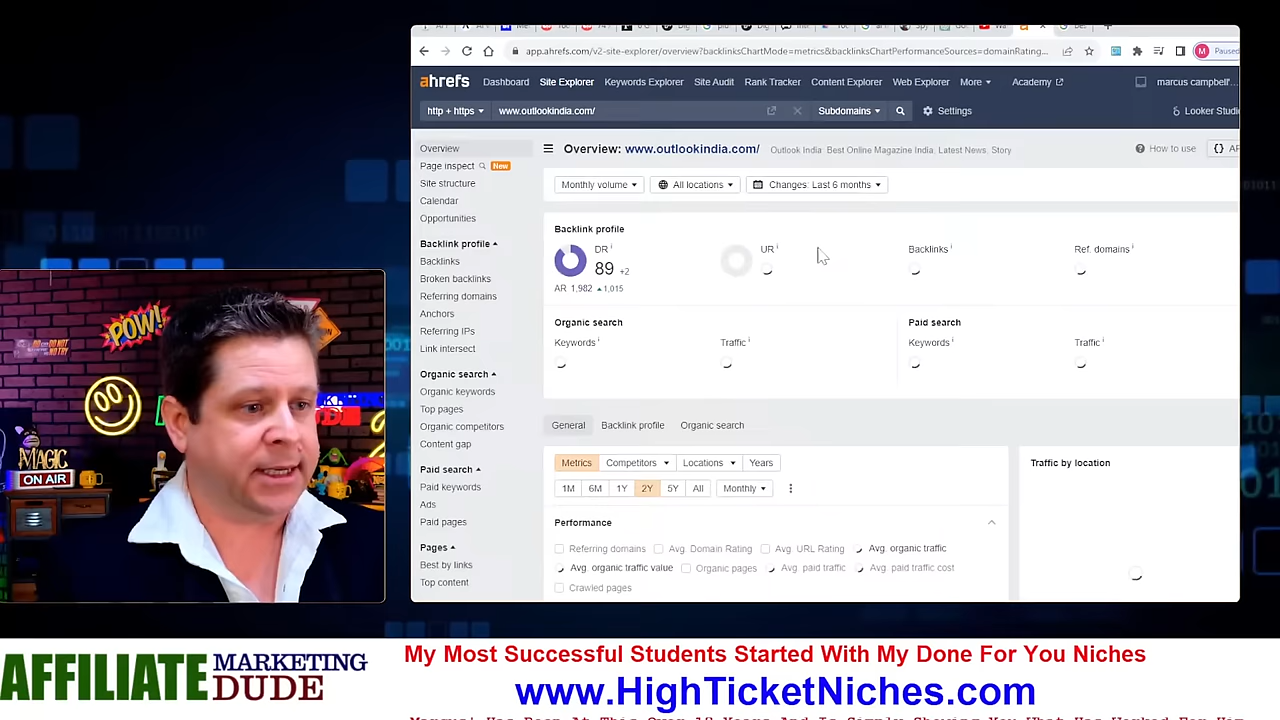 app.ahrefs.com/v2-site-explorer/overview?backlinksChartMode=metrics&backlinksChartPerformanceSources=domainRating...
Paused
ahrefs Dashboard Site Explorer Keywords Explorer Site Audit Rank Tracker Content Explorer Web Explorer More Academy marcus campbell'
http + https www.outlookindia.com/ Subdomains Settings Looker Studi
Overview
Page inspect New
Site structure
Calendar
Opportunities
Backlink profile
Backlinks
Broken backlinks
Referring domains
Anchors
Referring IPs
Link intersect
Organic search
Organic keywords
Top pages
Organic competitors
Content gap
Paid search
Paid keywords
Ads
Paid pages
Pages
Best by links
Top content
Overview: www.outlookindia.com/ Outlook India: Best Online Magazine India, Latest News, Story How to use {} AP
Monthly volume All locations Changes: Last 6 months
Backlink profile
DR UR Backlinks Ref. domains
89 +2
AR 1,982 1,015
Organic search Paid search
Keywords Traffic Keywords Traffic
General Backlink profile Organic search
Metrics Competitors Locations Years
Traffic by location
1M 6M 1Y 2Y 5Y All Monthly
Performance
Referring domains Avg. Domain Rating Avg. URL Rating Avg. organic traffic
Avg. organic traffic value Organic pages Avg. paid traffic Avg. paid traffic cost
Crawled pages
POW!
MAGIC
ON AIR
AFFILIATE MARKETING DUDE
My Most Successful Students Started With My Done For You Niches
www.HighTicketNiches.com